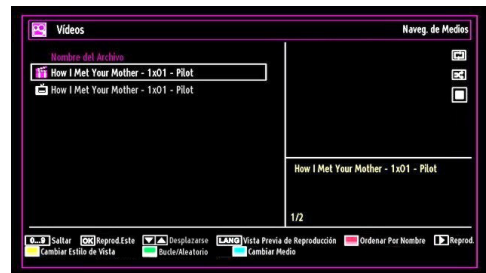 Vídeos
Naveg. de Medios
Nombre del Archivo
How I Met Your Mother - 1x01 - Pilot
How I Met Your Mother - 1x01 - Pilot
How I Met Your Mother - 1x01 - Pilot
1/2
0...9 Saltar OK Reprod.Este Desplazarse LANG Vista Previa de Reproducción Ordenar Por Nombre Reprod.
Cambiar Estilo de Vista Bucle/Aleatorio Cambiar Medio